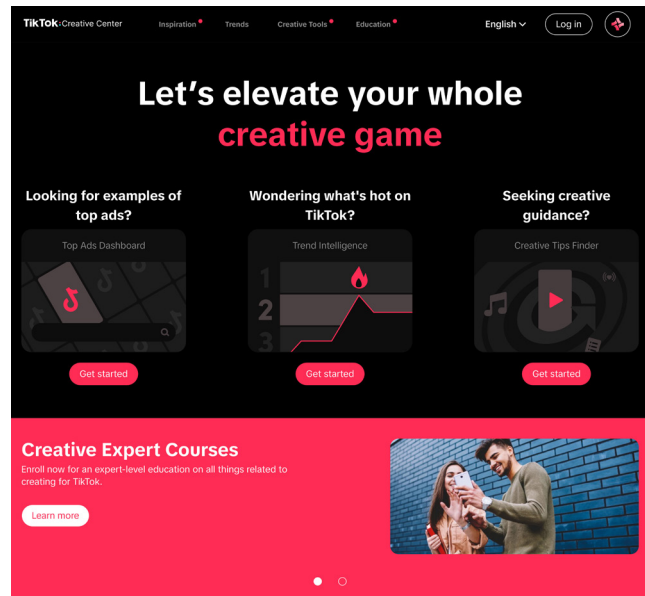 TikTok: Creative Center
Inspiration
Trends
Creative Tools
Education
English
Log in
Let's elevate your whole
creative game
Looking for examples of
top ads?
Top Ads Dashboard
Get started
Wondering what's hot on
TikTok?
Trend Intelligence
1
2
3
Get started
Seeking creative
guidance?
Creative Tips Finder
Get started
Creative Expert Courses
Enroll now for an expert-level education on all things related to
creating for TikTok.
Learn more